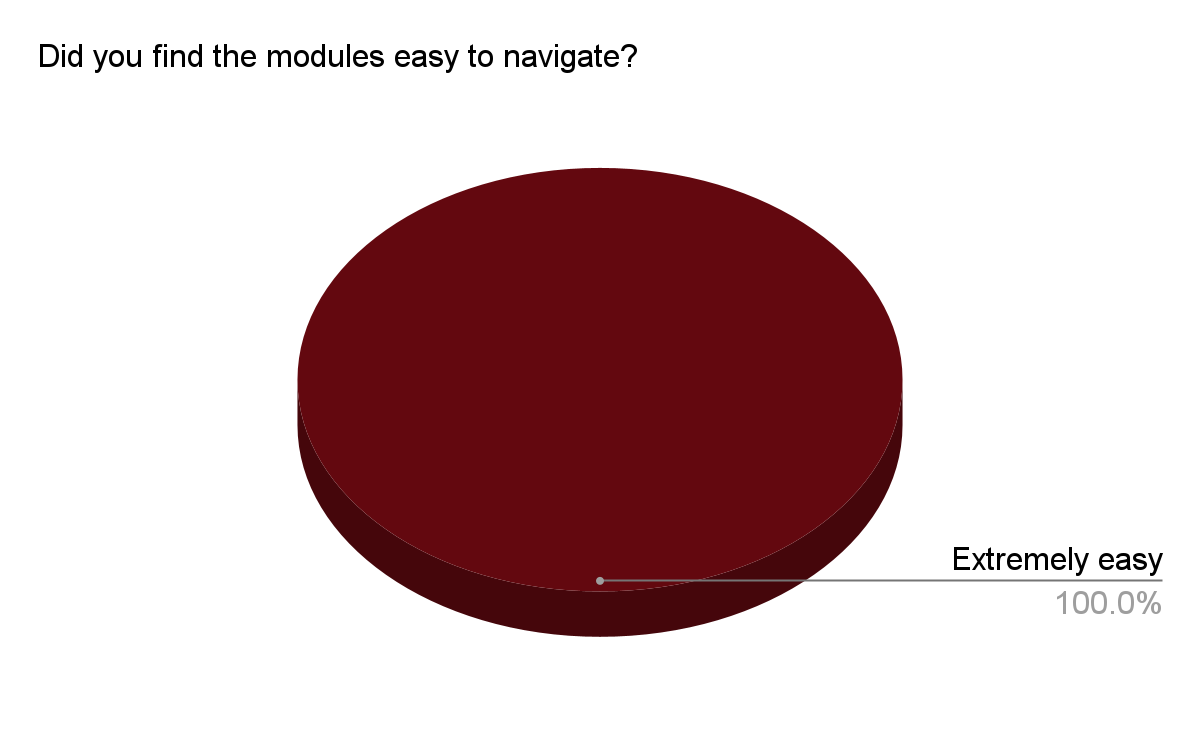 Did you find the modules easy to navigate?
Extremely easy
100.0%